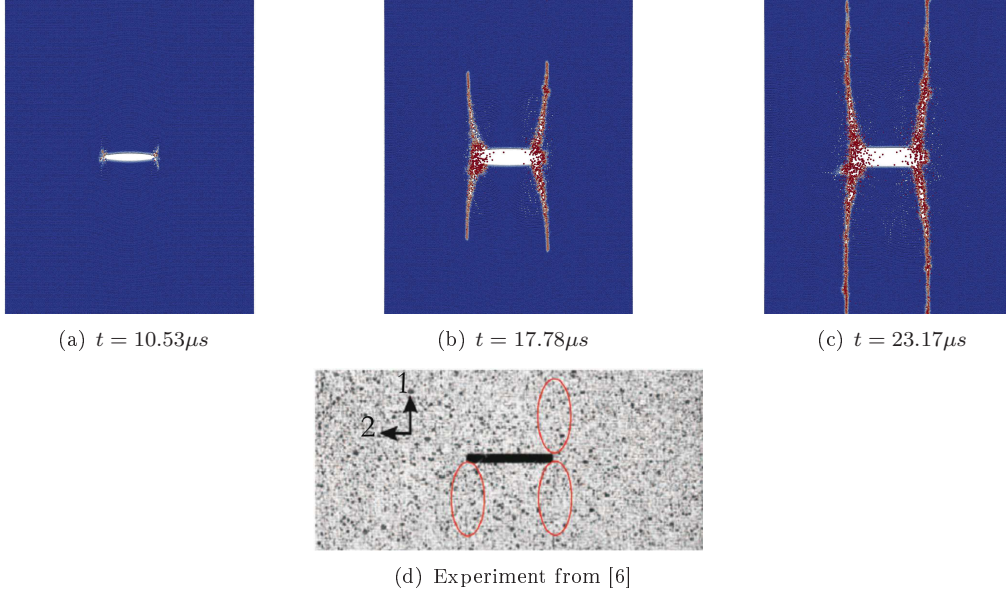 (a) t = 10.53μs
(b) t = 17.78μs
(c) t = 23.17μs
1
2
(d) Experiment from [6]